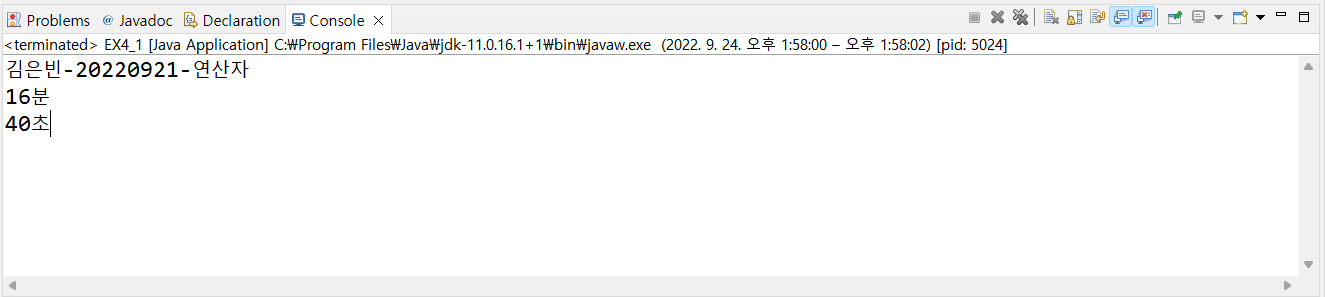 Problems @ Javadoc Declaration Console
<terminated> EX4_1 [Java Application] C:₩Program Files₩Java₩jdk-11.0.16.1+1₩bin₩javaw.exe (2022. 9. 24. 오후 1:58:00 – 오후 1:58:02) [pid: 5024]
김은빈-20220921-연산자
16분
40초